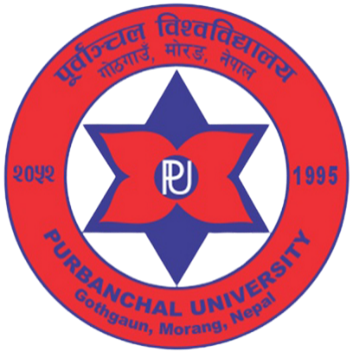 पूर्वाञ्चल विश्वविद्यालय
गोठगाउँ, मोरङ, नेपाल
२०५२
PU
1995
PURBANCHAL UNIVERSITY
Gothgaun, Morang, Nepal